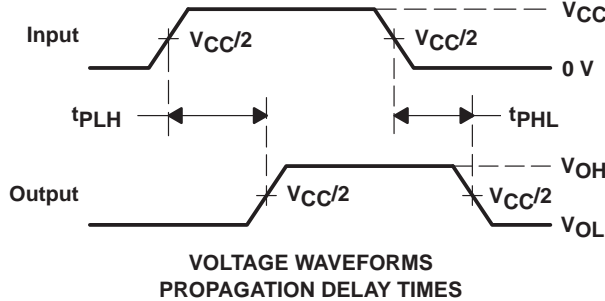 VCC
Input VCC/2 VCC/2
0 V
tPLH tPHL
VOH
Output VCC/2 VCC/2
VOL
VOLTAGE WAVEFORMS
PROPAGATION DELAY TIMES